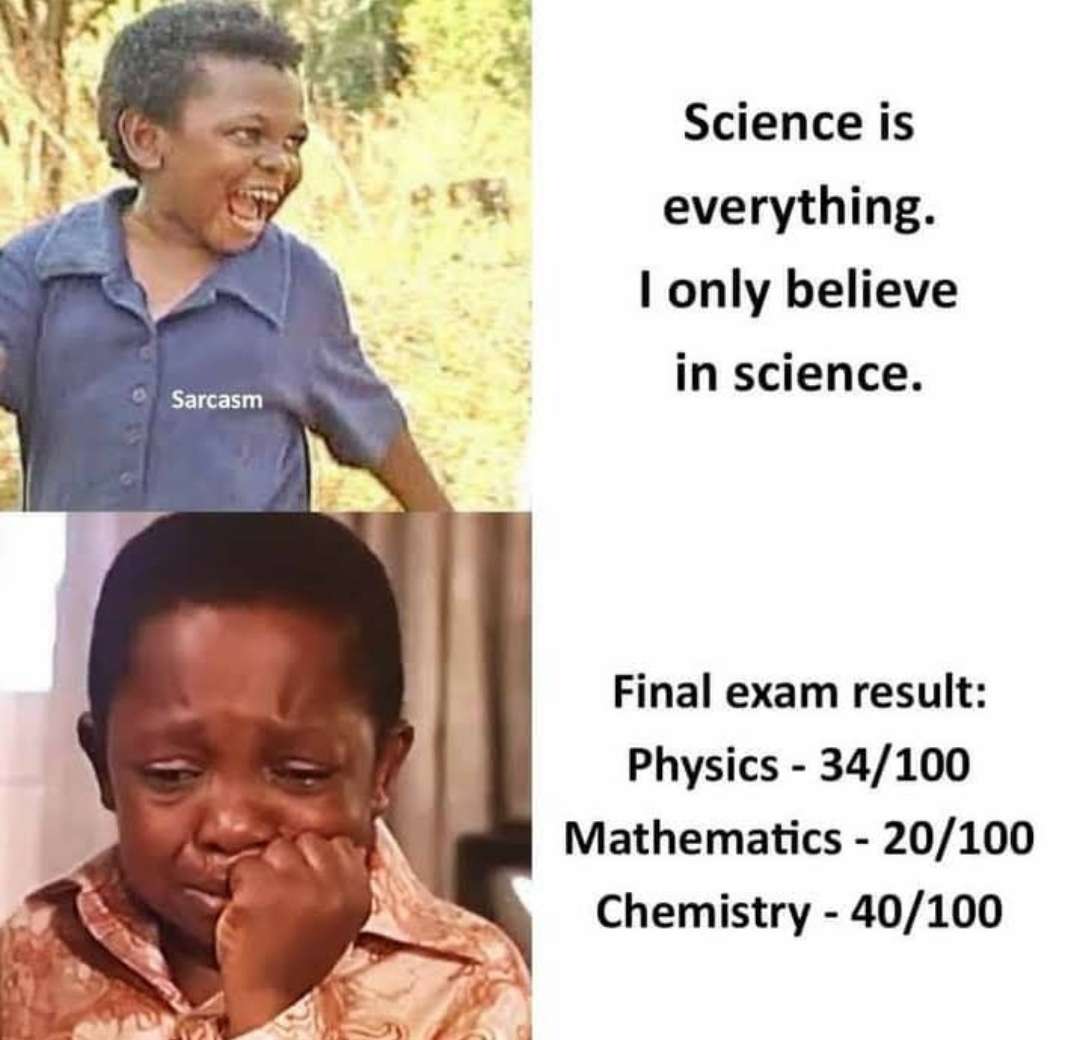 Science is
everything.
I only believe
in science.
Sarcasm
Final exam result:
Physics - 34/100
Mathematics - 20/100
Chemistry - 40/100